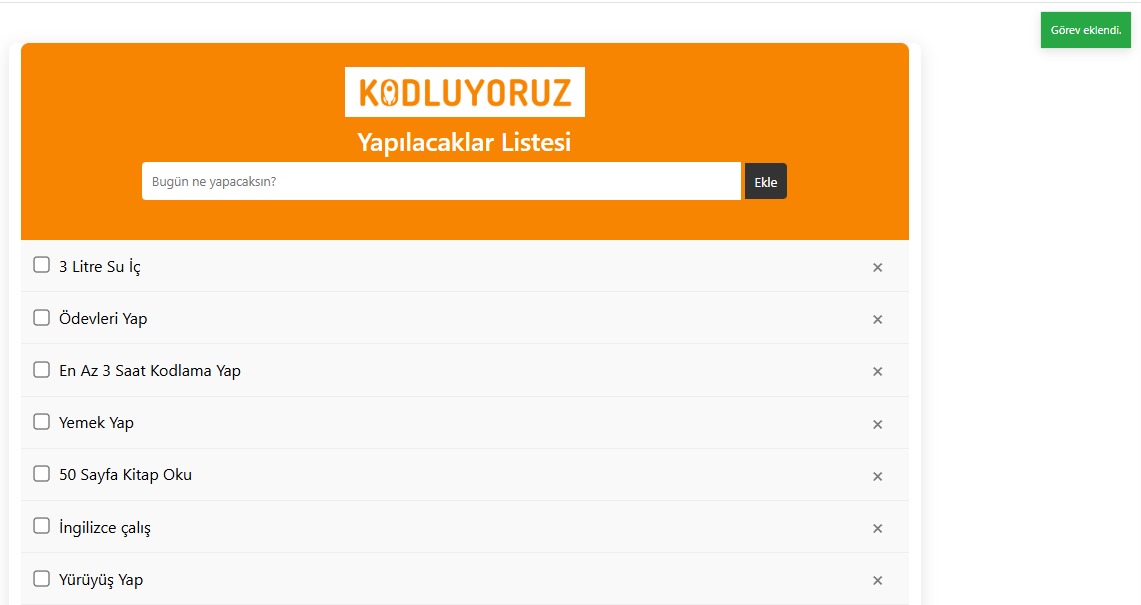 Görev eklendi.
KODLUYORUZ
Yapılacaklar Listesi
Bugün ne yapacaksın?
Ekle
3 Litre Su İç
Ödevleri Yap
En Az 3 Saat Kodlama Yap
Yemek Yap
50 Sayfa Kitap Oku
İngilizce çalış
Yürüyüş Yap